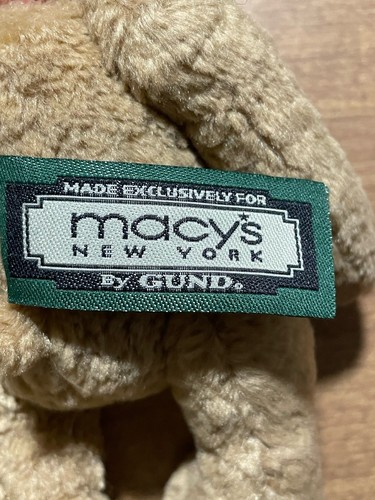 MADE EXCLUSIVELY FOR
macy's
NEW YORK
By GUND®